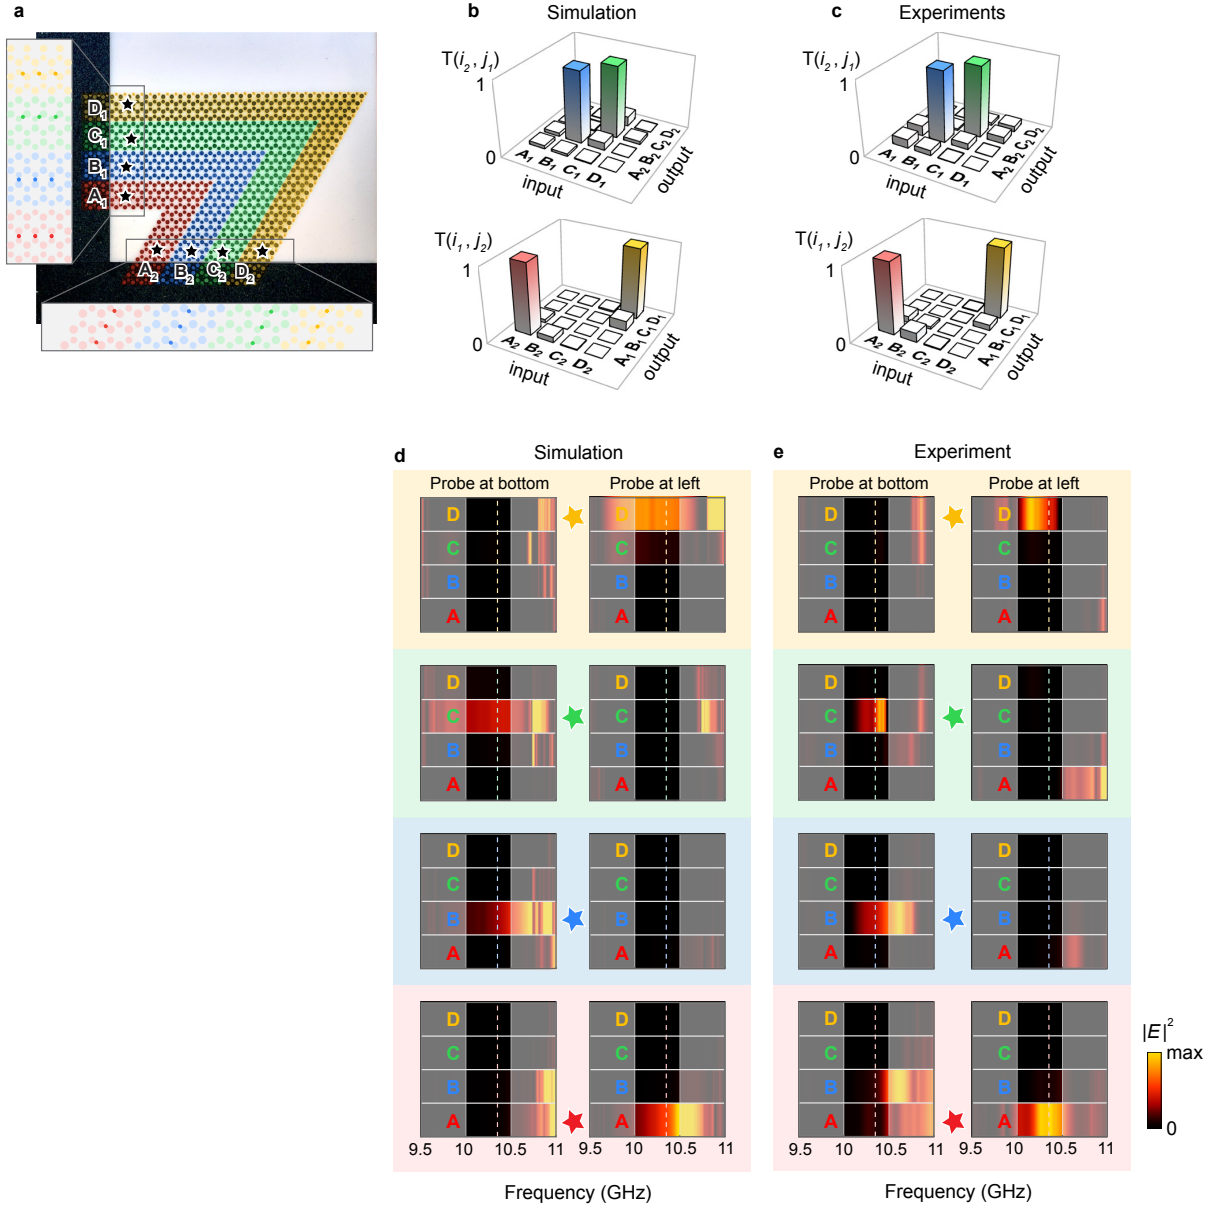 a
D1
C1
B1
A1
A2 B2 C2 D2
b Simulation
T(i2, j1)
1
0
A1 B1 C1 D1
input
A2 B2 C2 D2
output
T(i1, j2)
1
0
A2 B2 C2 D2
input
A1 B1 C1 D1
output
c Experiments
T(i2, j1)
1
0
A1 B1 C1 D1
input
A2 B2 C2 D2
output
T(i1, j2)
1
0
A2 B2 C2 D2
input
A1 B1 C1 D1
output
d Simulation
Probe at bottom Probe at left
D D
C C
B B
A A
D D
C C
B B
A A
D D
C C
B B
A A
D D
C C
B B
A A
9.5 10 10.5 11 9.5 10 10.5 11
Frequency (GHz)
e Experiment
Probe at bottom Probe at left
D D
C C
B B
A A
D D
C C
B B
A A
D D
C C
B B
A A
D D
C C
B B
A A
9.5 10 10.5 11 9.5 10 10.5 11
Frequency (GHz)
|E|²
max
0